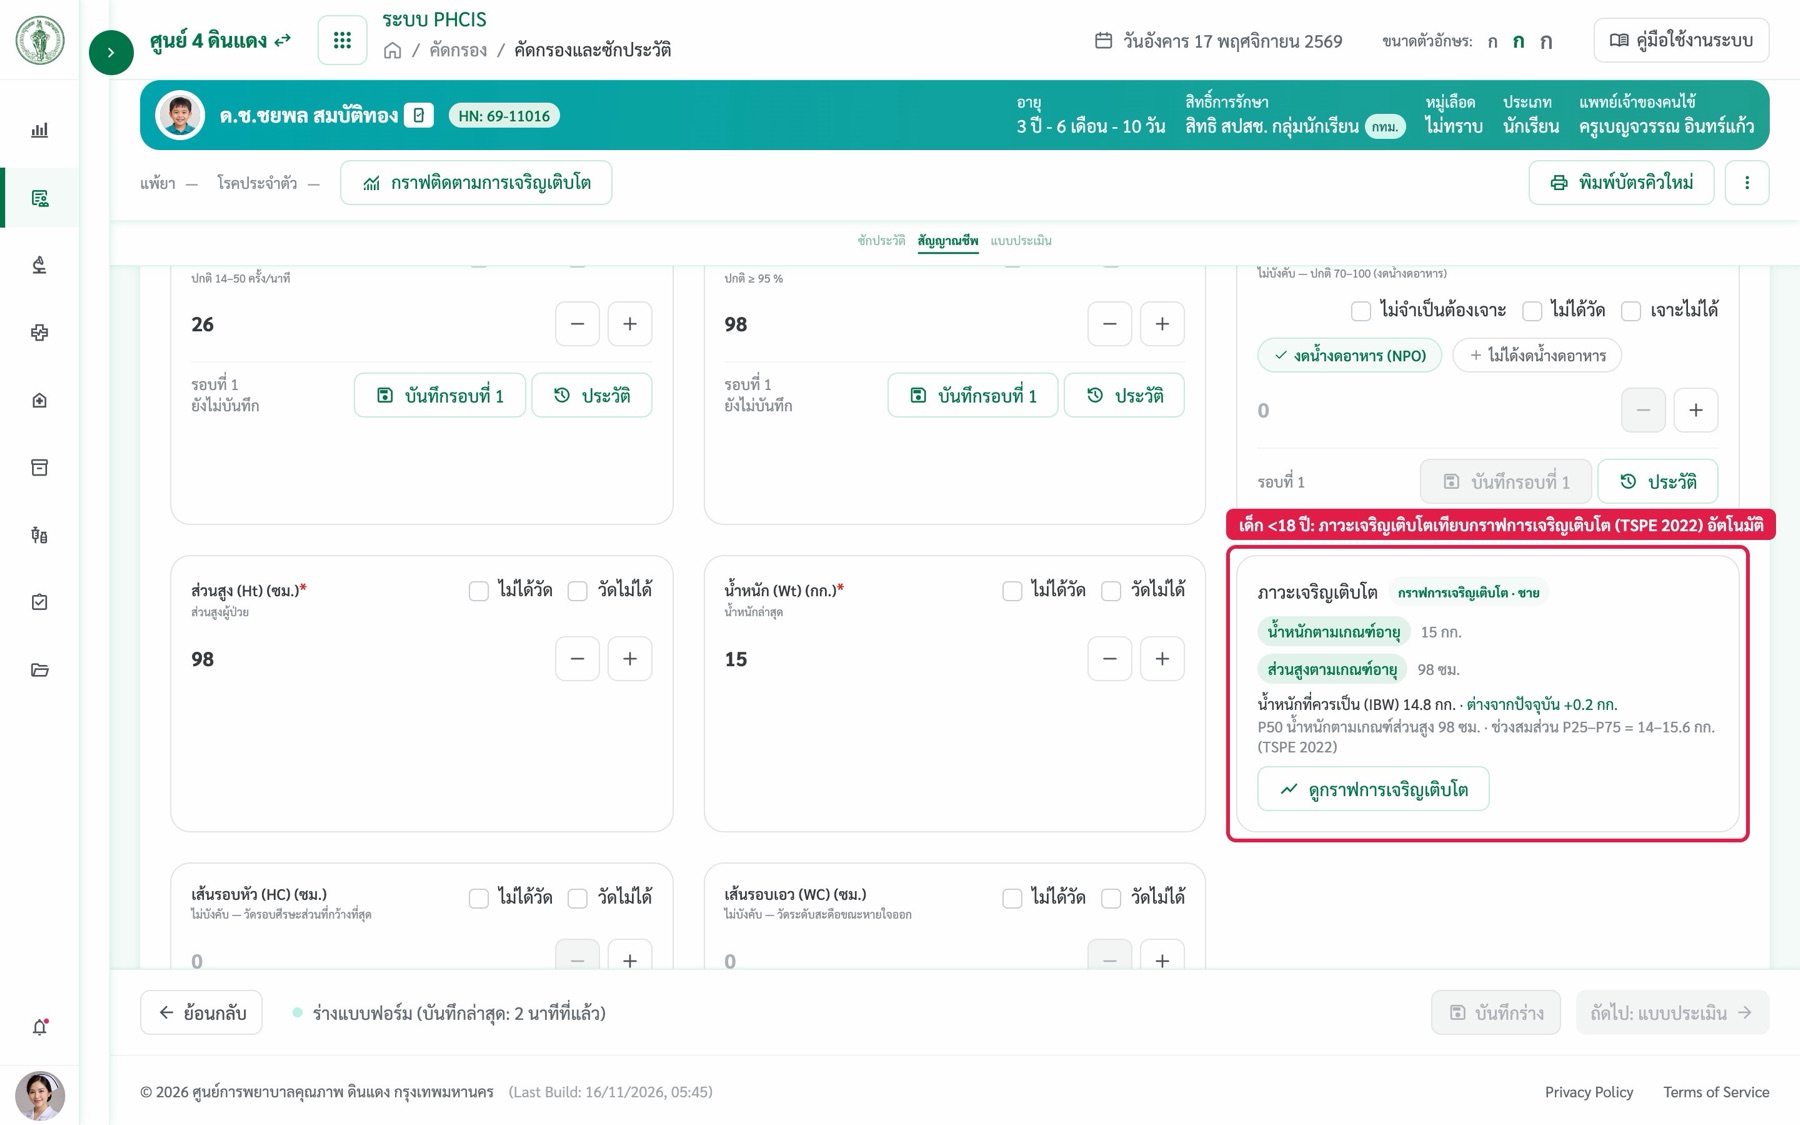 ศูนย์ 4 ดินแดง
ระบบ PHCIS
/ คัดกรอง / คัดกรองและซักประวัติ
วันอังคาร 17 พฤศจิกายน 2569
ขนาดตัวอักษร: ก ก ก
คู่มือใช้งานระบบ
ด.ช.ชยพล สมบัติทอง
HN: 69-11016
อายุ
3 ปี - 6 เดือน - 10 วัน
สิทธิ์การรักษา
สิทธิ สปสช. กลุ่มนักเรียน กทม.
หมู่เลือด
ไม่ทราบ
ประเภท
นักเรียน
แพทย์เจ้าของคนไข้
ครูเบญจวรรณ อินทร์แก้ว
แพ้ยา —
โรคประจำตัว —
กราฟติดตามการเจริญเติบโต
พิมพ์บัตรคิวใหม่
ซักประวัติ สัญญาณชีพ แบบประเมิน
ปกติ 14–50 ครั้ง/นาที
26
รอบที่ 1
ยังไม่บันทึก
บันทึกรอบที่ 1
ประวัติ
ปกติ ≥ 95 %
98
รอบที่ 1
ยังไม่บันทึก
บันทึกรอบที่ 1
ประวัติ
ไม่บังคับ — ปกติ 70–100 (งดน้ำงดอาหาร)
ไม่จำเป็นต้องเจาะ ไม่ได้วัด เจาะไม่ได้
งดน้ำงดอาหาร (NPO)
+ ไม่ได้งดน้ำงดอาหาร
0
รอบที่ 1
บันทึกรอบที่ 1
ประวัติ
เด็ก <18 ปี: ภาวะเจริญเติบโตเทียบกราฟการเจริญเติบโต (TSPE 2022) อัตโนมัติ
ส่วนสูง (Ht) (ซม.)*
ส่วนสูงผู้ป่วย
ไม่ได้วัด วัดไม่ได้
98
น้ำหนัก (Wt) (กก.)*
น้ำหนักล่าสุด
ไม่ได้วัด วัดไม่ได้
15
ภาวะเจริญเติบโต
กราฟการเจริญเติบโต · ชาย
น้ำหนักตามเกณฑ์อายุ 15 กก.
ส่วนสูงตามเกณฑ์อายุ 98 ซม.
น้ำหนักที่ควรเป็น (IBW) 14.8 กก. · ต่างจากปัจจุบัน +0.2 กก.
P50 น้ำหนักตามเกณฑ์ส่วนสูง 98 ซม. · ช่วงสมส่วน P25–P75 = 14–15.6 กก.
(TSPE 2022)
ดูกราฟการเจริญเติบโต
เส้นรอบหัว (HC) (ซม.)
ไม่บังคับ — วัดรอบศีรษะส่วนที่กว้างที่สุด
ไม่ได้วัด วัดไม่ได้
0
เส้นรอบเอว (WC) (ซม.)
ไม่บังคับ — วัดระดับสะดือขณะหายใจออก
ไม่ได้วัด วัดไม่ได้
0
ย้อนกลับ
ร่างแบบฟอร์ม (บันทึกล่าสุด: 2 นาทีที่แล้ว)
บันทึกร่าง
ถัดไป: แบบประเมิน
© 2026 ศูนย์การพยาบาลคุณภาพ ดินแดง กรุงเทพมหานคร (Last Build: 16/11/2026, 05:45)
Privacy Policy
Terms of Service